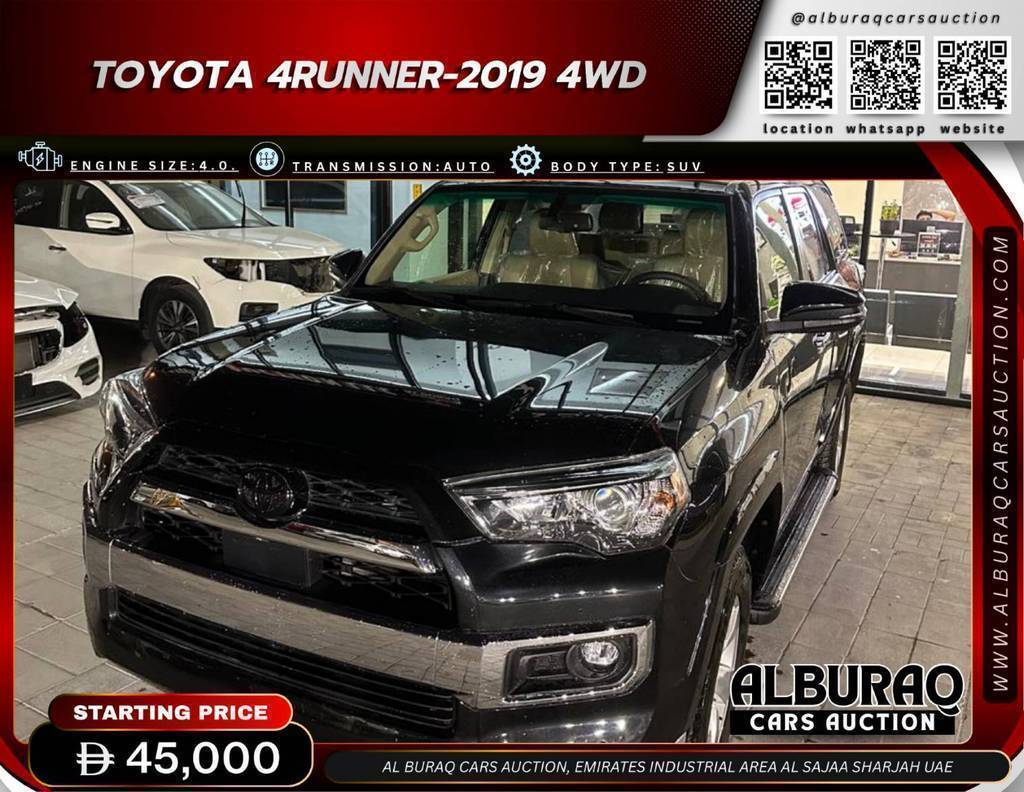 @alburaqcarsauction
TOYOTA 4RUNNER-2019 4WD
location whatsapp website
ENGINE SIZE:4.0. TRANSMISSION:AUTO BODY TYPE: SUV
WWW.ALBURAQCARSAUCTION.COM
ALBURAQ
CARS AUCTION
STARTING PRICE
45,000
AL BURAQ CARS AUCTION, EMIRATES INDUSTRIAL AREA AL SAJAA SHARJAH UAE